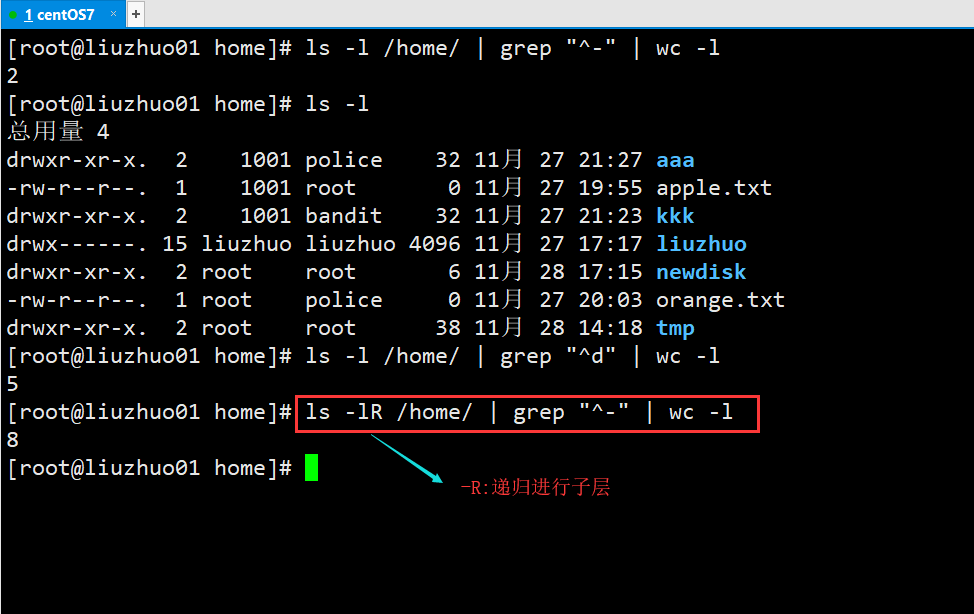 1 centOS7 × +
[root@liuzhuo01 home]# ls -l /home/ | grep "^-" | wc -l
2
[root@liuzhuo01 home]# ls -l
总用量 4
drwxr-xr-x.  2    1001 police    32 11月 27 21:27 aaa
-rw-r--r--.  1    1001 root       0 11月 27 19:55 apple.txt
drwxr-xr-x.  2    1001 bandit    32 11月 27 21:23 kkk
drwx------. 15 liuzhuo liuzhuo 4096 11月 27 17:17 liuzhuo
drwxr-xr-x.  2 root    root       6 11月 28 17:15 newdisk
-rw-r--r--.  1 root    police     0 11月 27 20:03 orange.txt
drwxr-xr-x.  2 root    root      38 11月 28 14:18 tmp
[root@liuzhuo01 home]# ls -l /home/ | grep "^d" | wc -l
5
[root@liuzhuo01 home]# ls -lR /home/ | grep "^-" | wc -l
8
[root@liuzhuo01 home]#
-R:递归进行子层